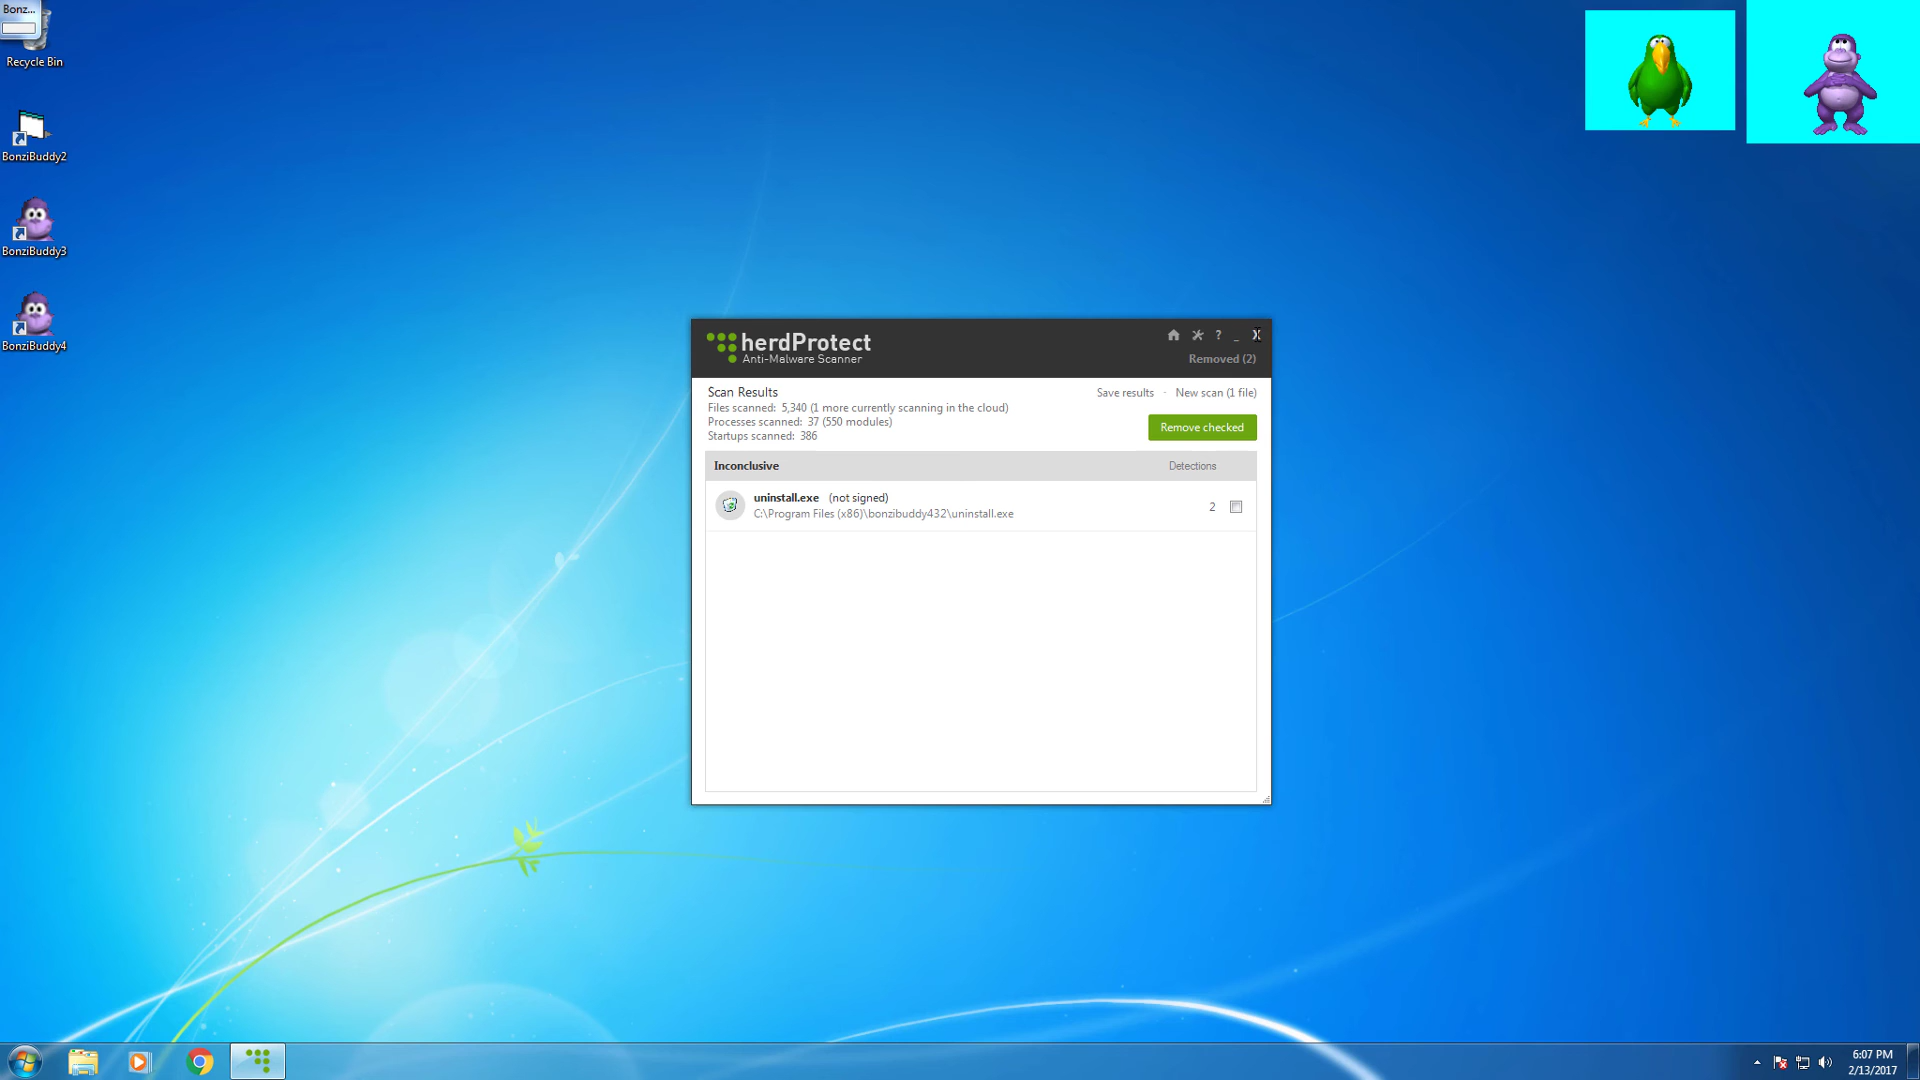 Bonz...
Recycle Bin
BonziBuddy2
BonziBuddy3
BonziBuddy4
herdProtect
Anti-Malware Scanner
?
_
X
Removed (2)
Scan Results
Save results - New scan (1 file)
Files scanned: 5,340 (1 more currently scanning in the cloud)
Processes scanned: 37 (550 modules)
Startups scanned: 386
Remove checked
Inconclusive
Detections
uninstall.exe (not signed)
C:\Program Files (x86)\bonzibuddy432\uninstall.exe
2
6:07 PM
2/13/2017